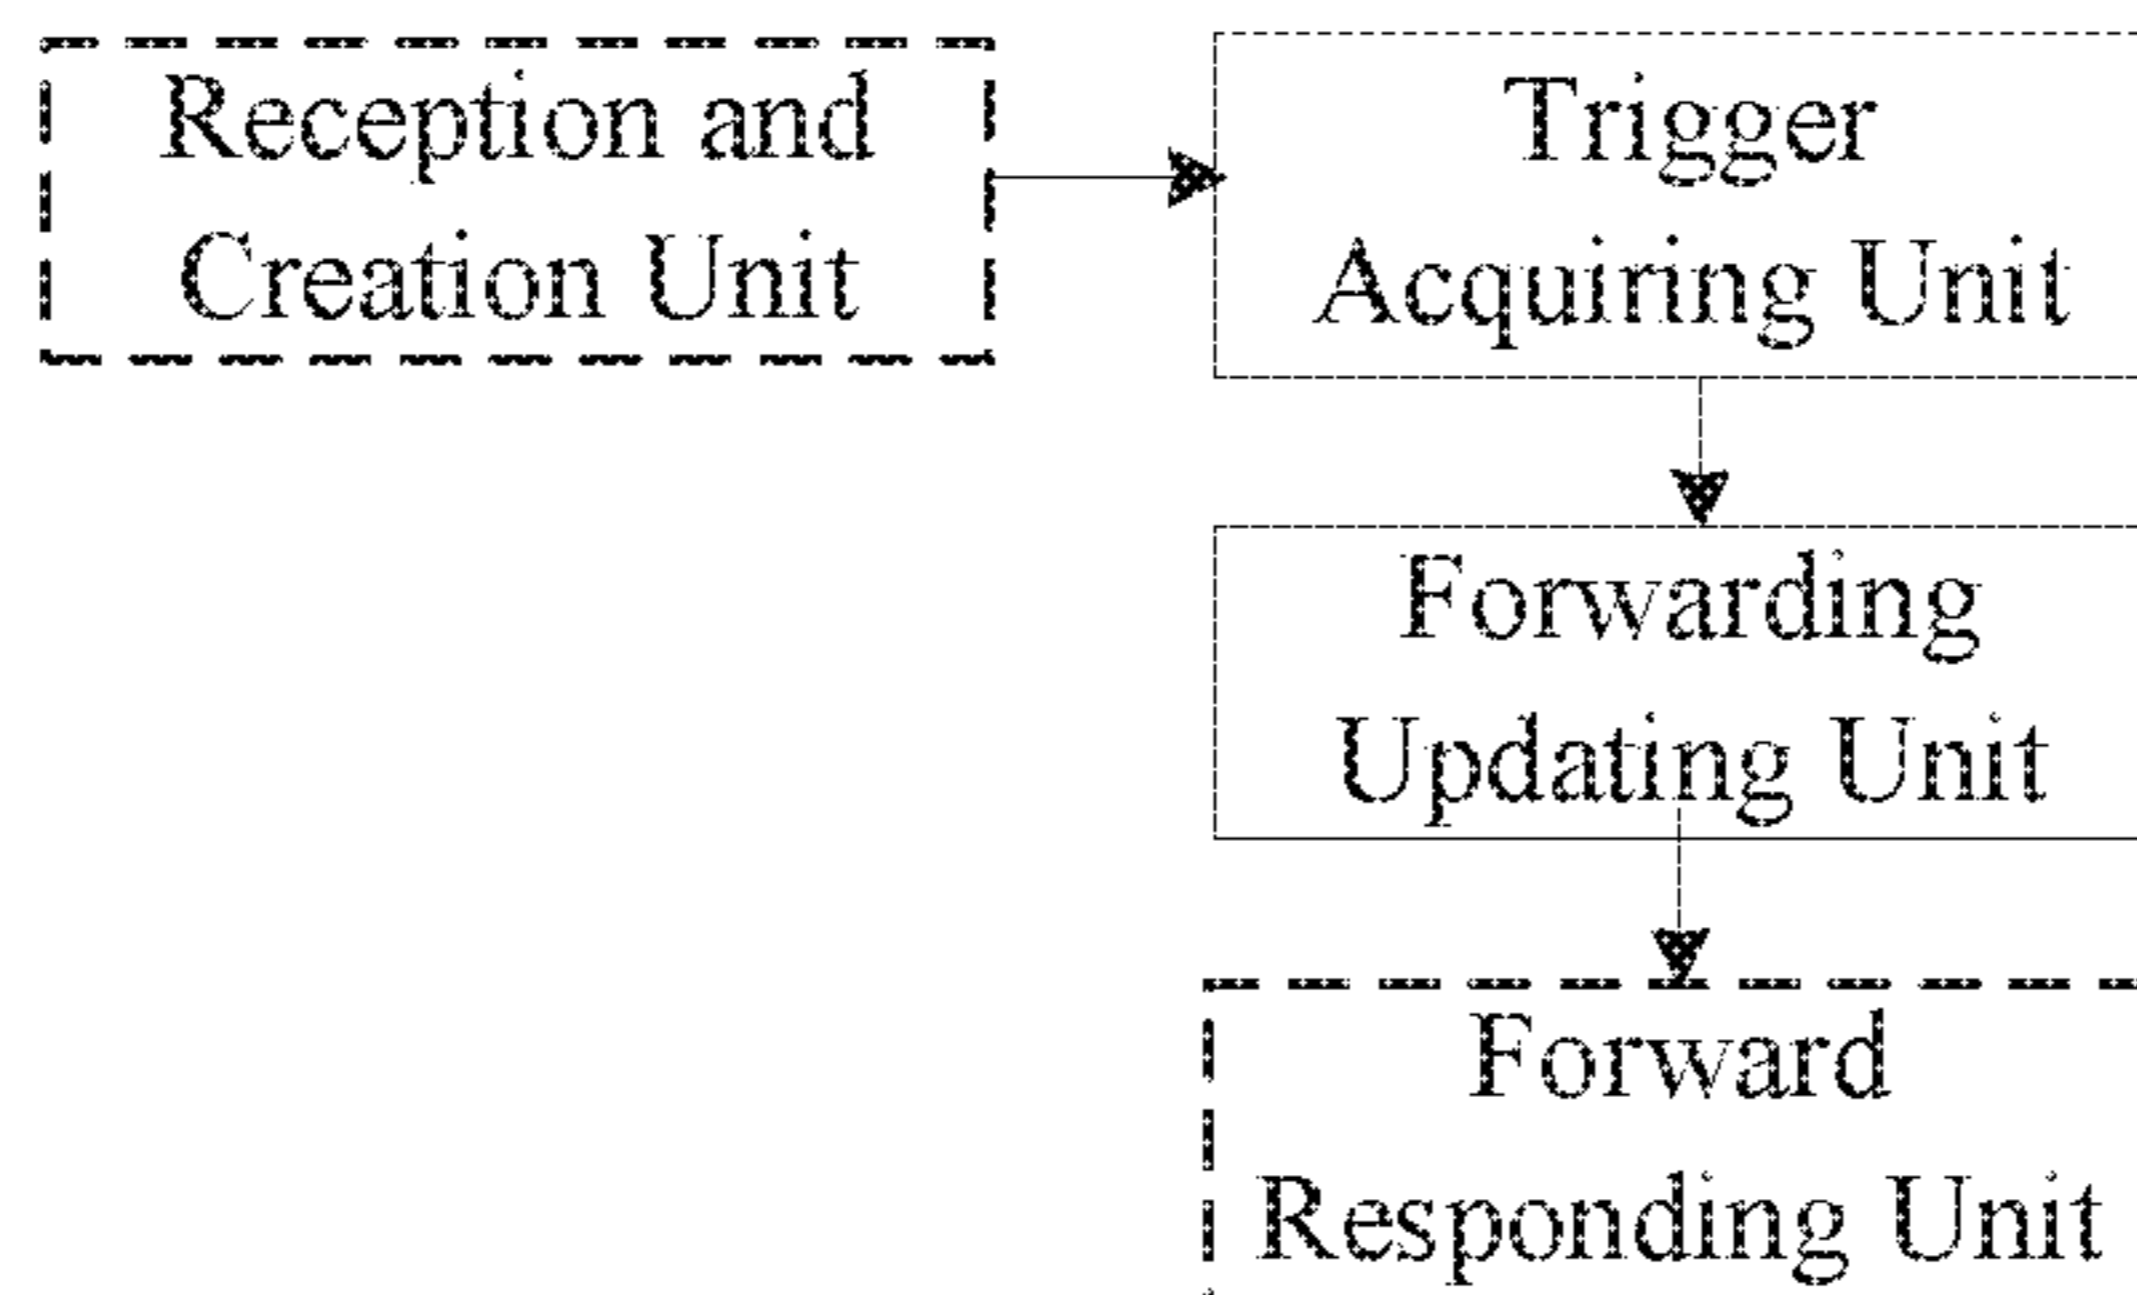 Reception and
Creation Unit
Trigger
Acquiring Unit
Forwarding
Updating Unit
Forward
Responding Unit